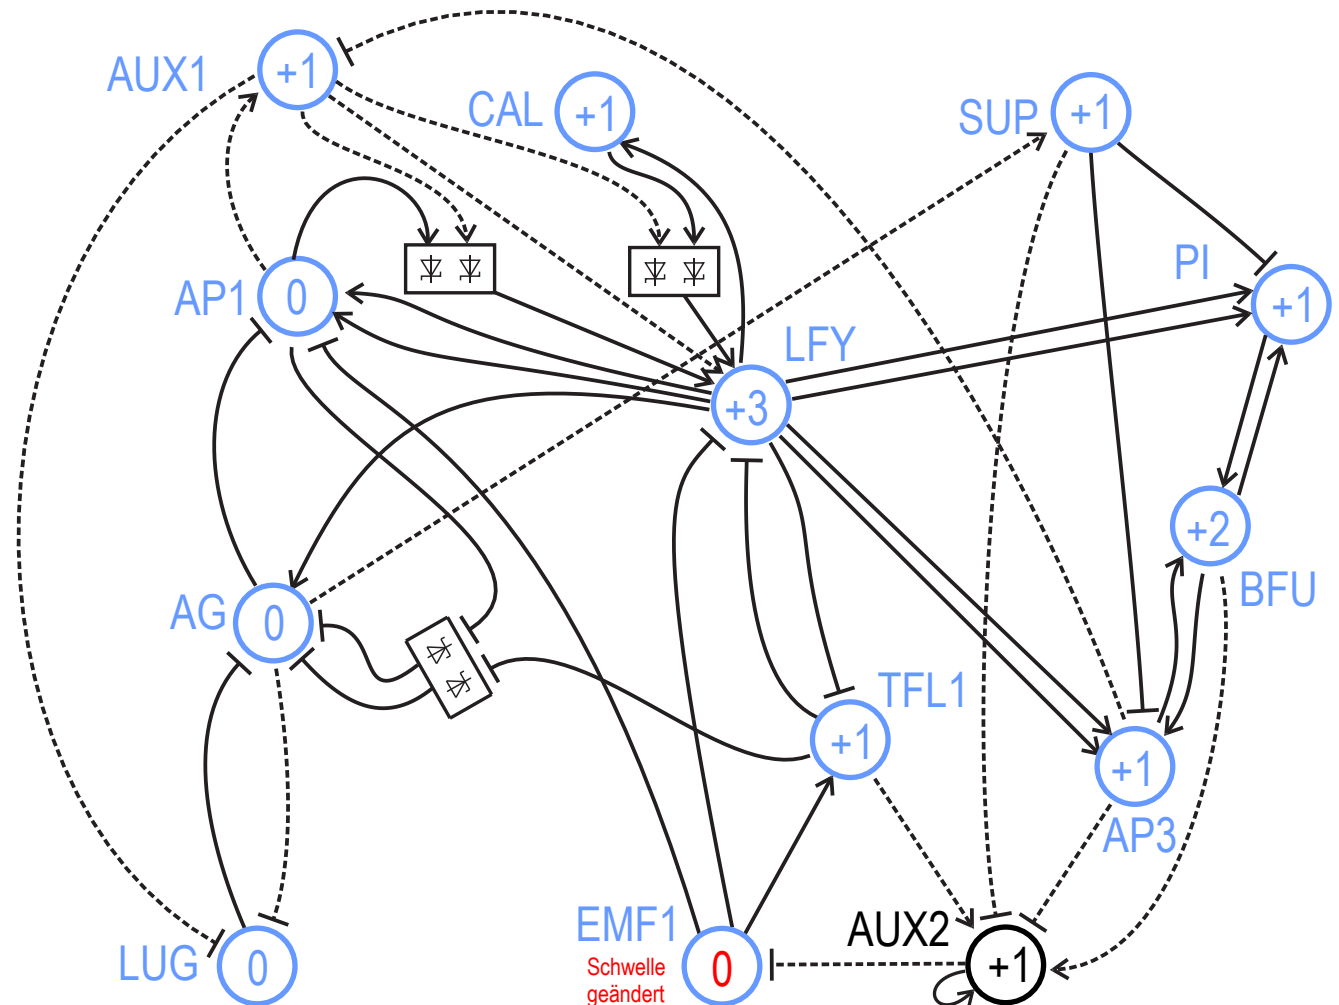 AUX1
+1
CAL
+1
SUP
+1
AP1
0
PI
+1
LFY
+3
+2
BFU
AG
0
TFL1
+1
+1
AP3
EMF1
Schwelle
geändert
0
AUX2
+1
LUG
0